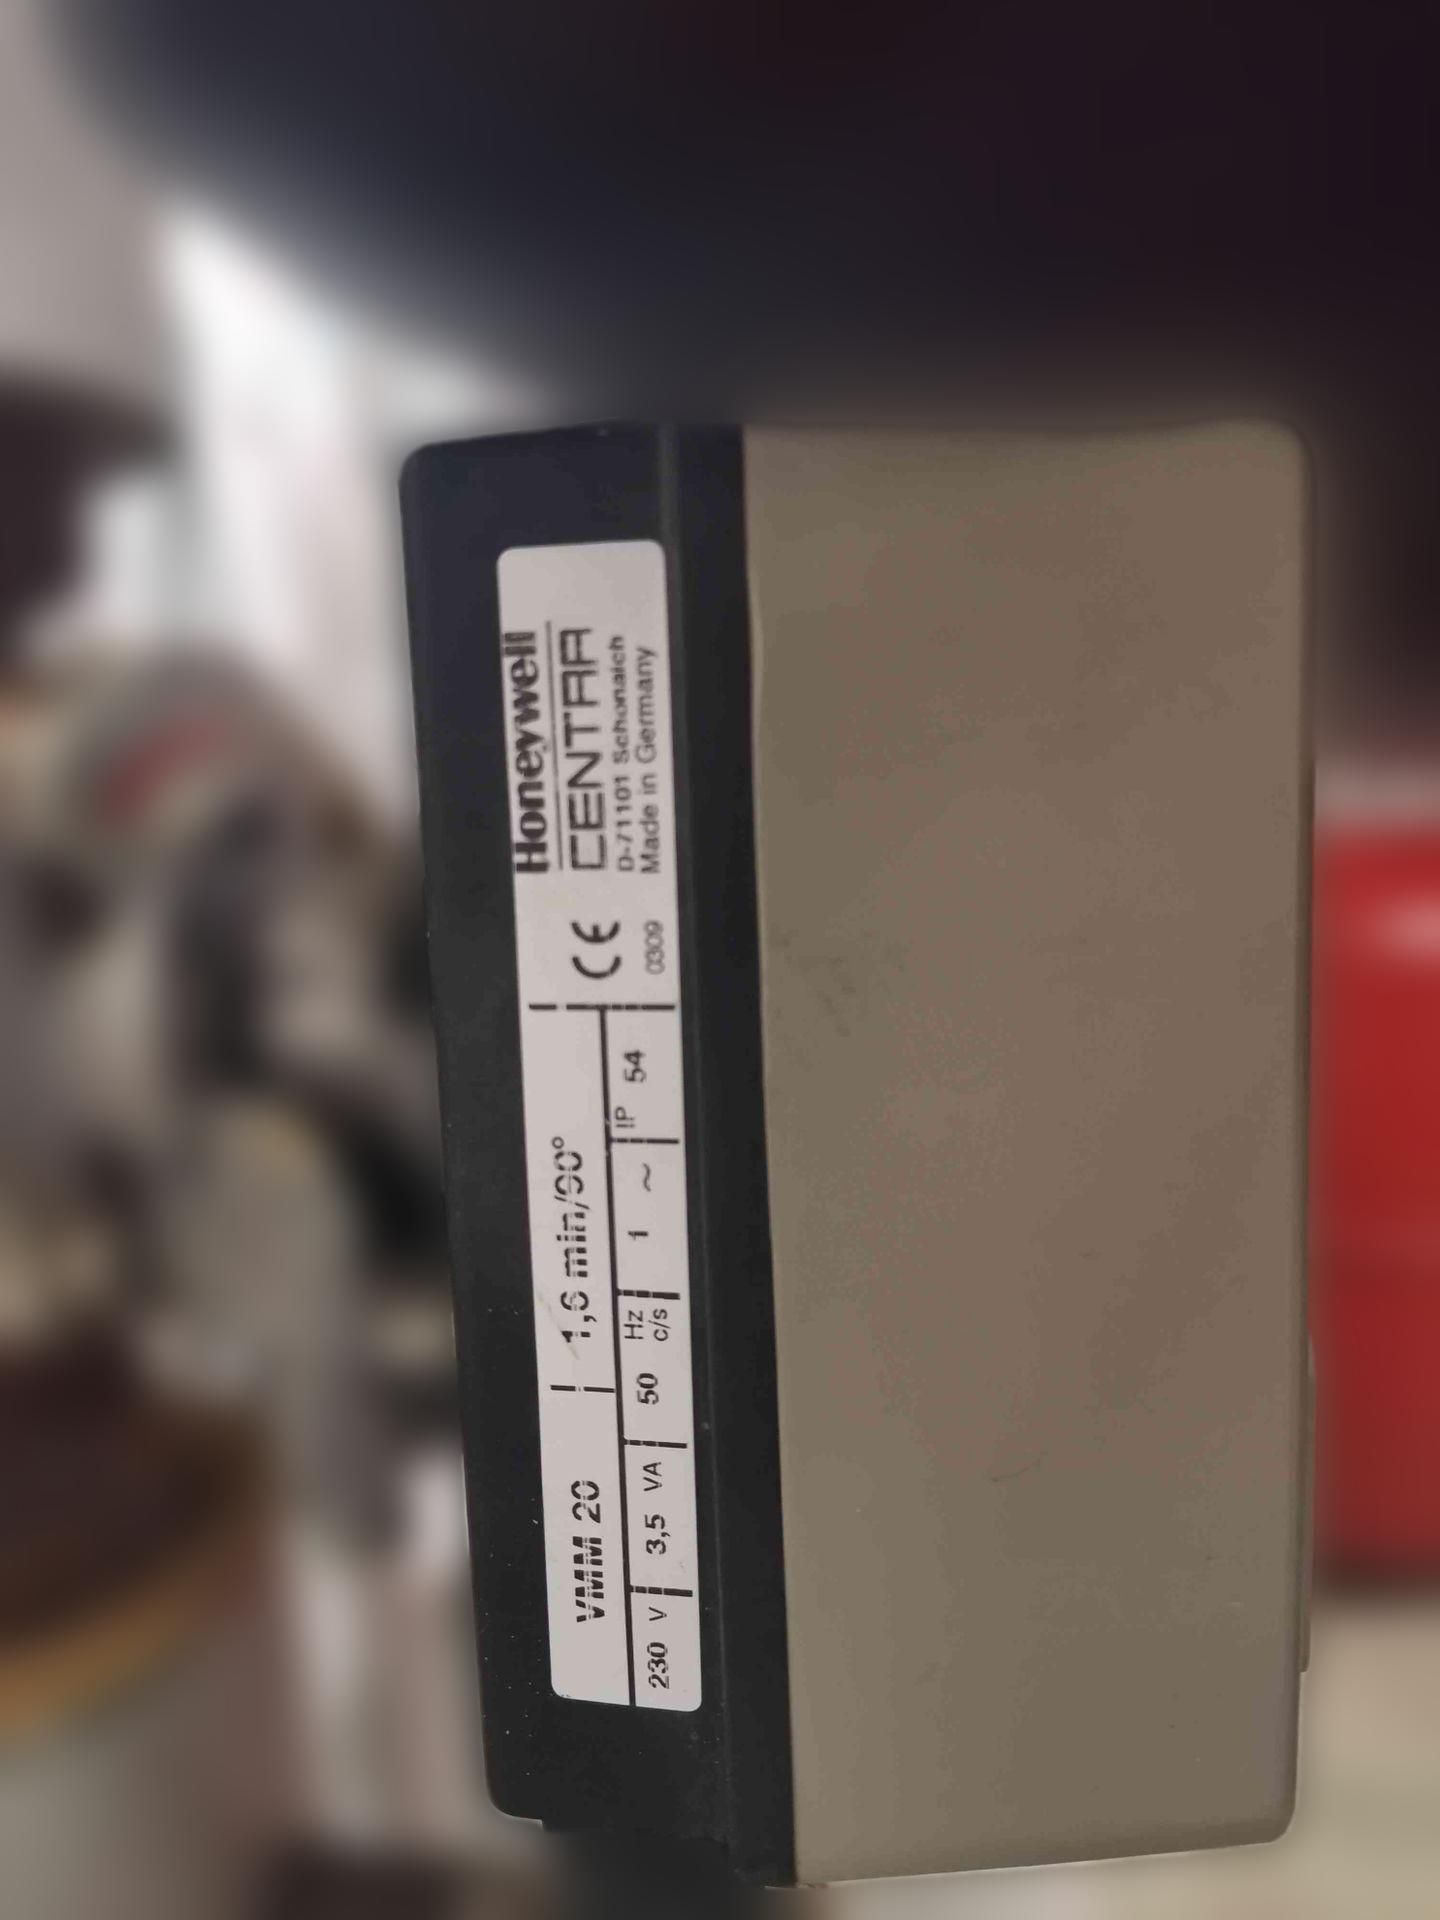 VMM 20 1,6 min/90°
230 V 3,5 VA 50 Hz c/s 1 ~ IP 54
CE
0309
Honeywell
CENTRA
D-71101 Schönaich
Made in Germany